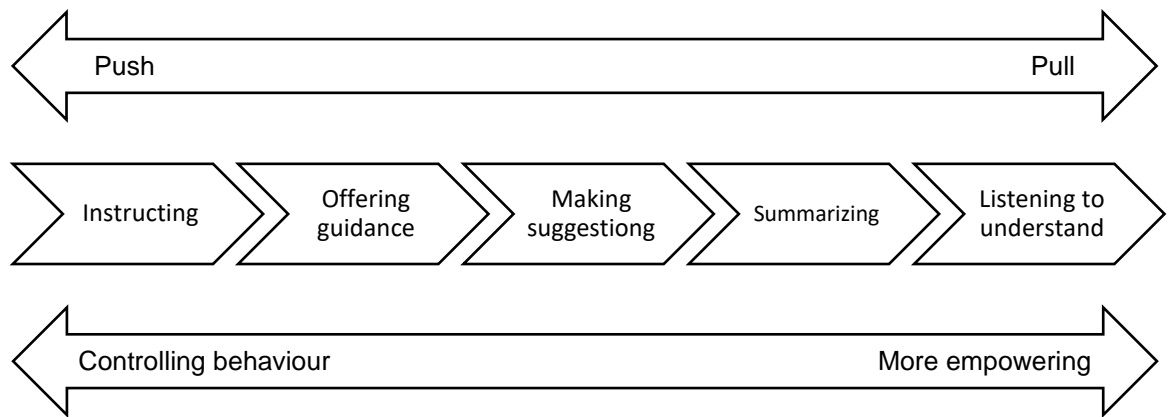 Push
Pull
Instructing
Offering
guidance
Making
suggestiong
Summarizing
Listening to
understand
Controlling behaviour
More empowering